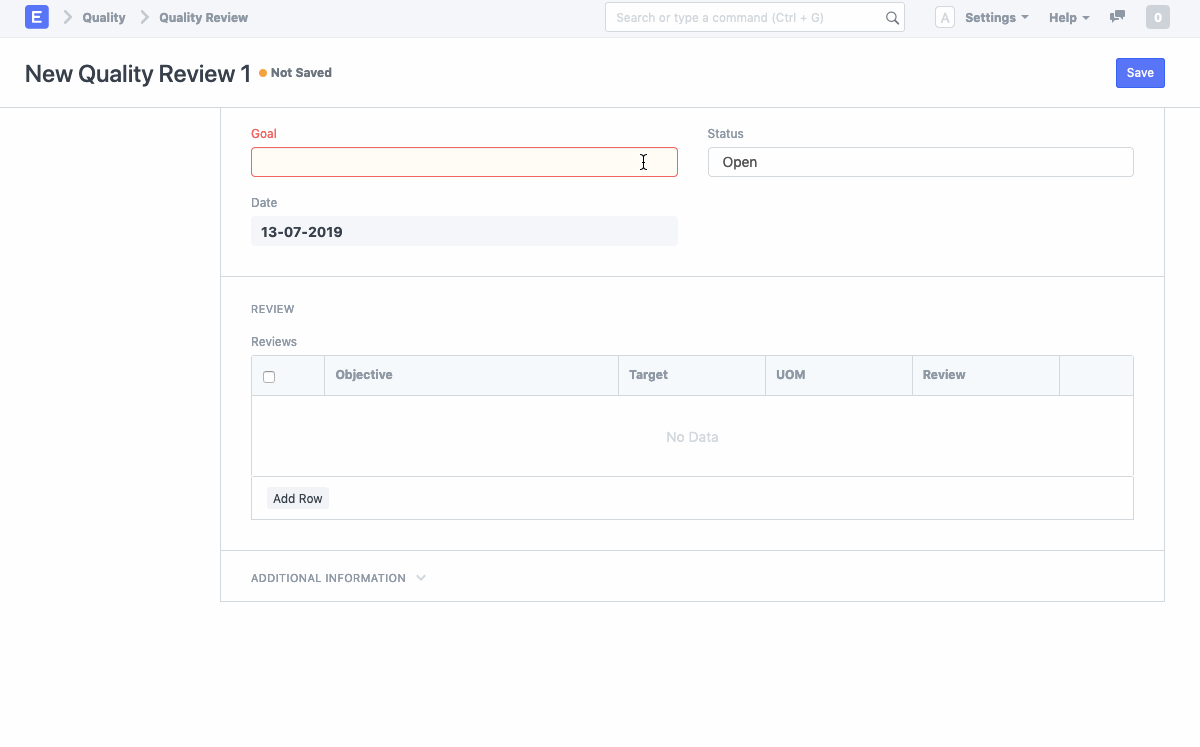 E Quality Quality Review Search or type a command (Ctrl + G) A Settings Help 0
New Quality Review 1 Not Saved Save
Goal Status
Open
Date
13-07-2019
REVIEW
Reviews
Objective Target UOM Review
No Data
Add Row
ADDITIONAL INFORMATION